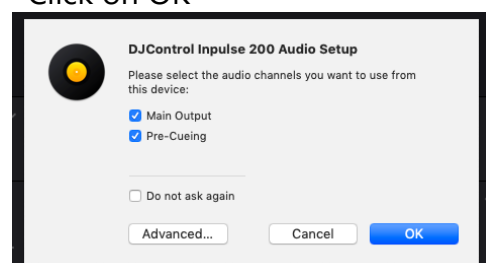 Click on OK
DJControl Inpulse 200 Audio Setup
Please select the audio channels you want to use from
this device:
Main Output
Pre-Cueing
Do not ask again
Advanced...
Cancel
OK